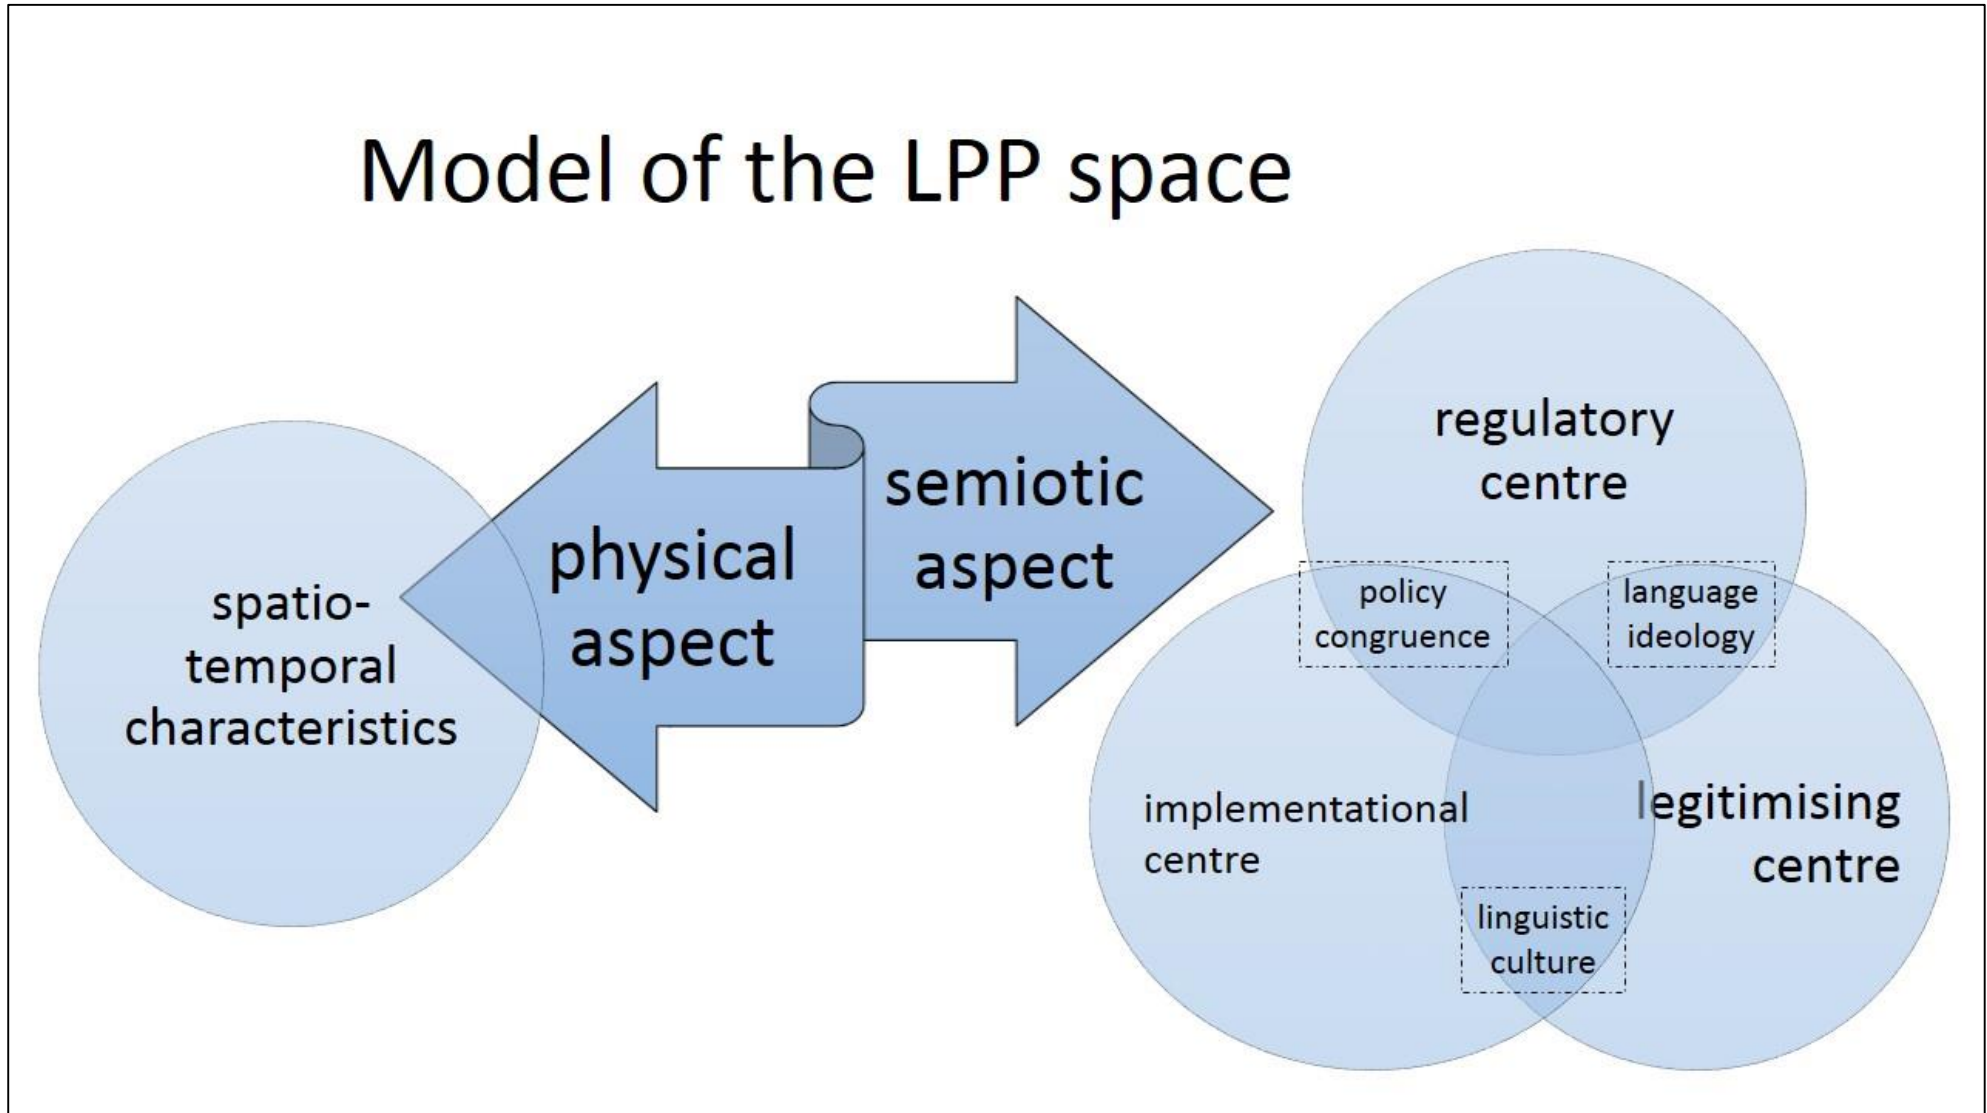 Model of the LPP space
spatio-
temporal
characteristics
physical
aspect
semiotic
aspect
regulatory
centre
policy
congruence
language
ideology
implementational
centre
legitimising
centre
linguistic
culture